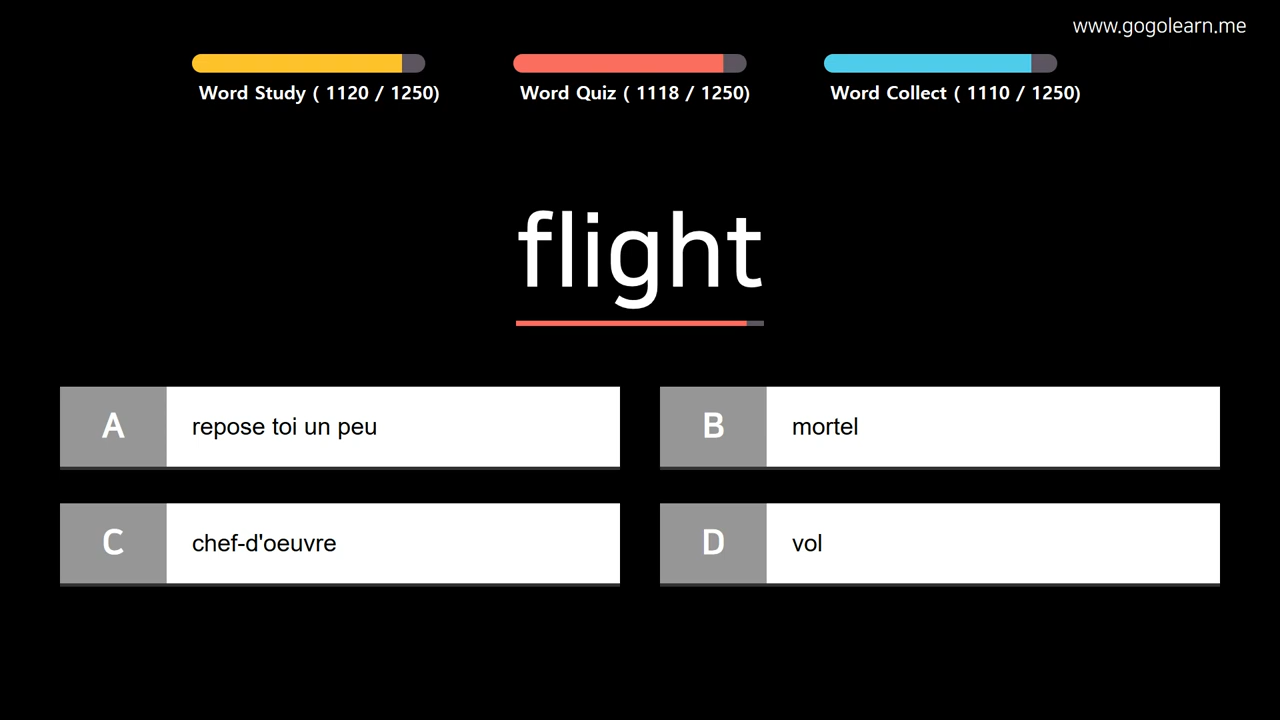 www.gogolearn.me
Word Study ( 1120 / 1250)
Word Quiz ( 1118 / 1250)
Word Collect ( 1110 / 1250)
flight
A
repose toi un peu
B
mortel
C
chef-d'oeuvre
D
vol